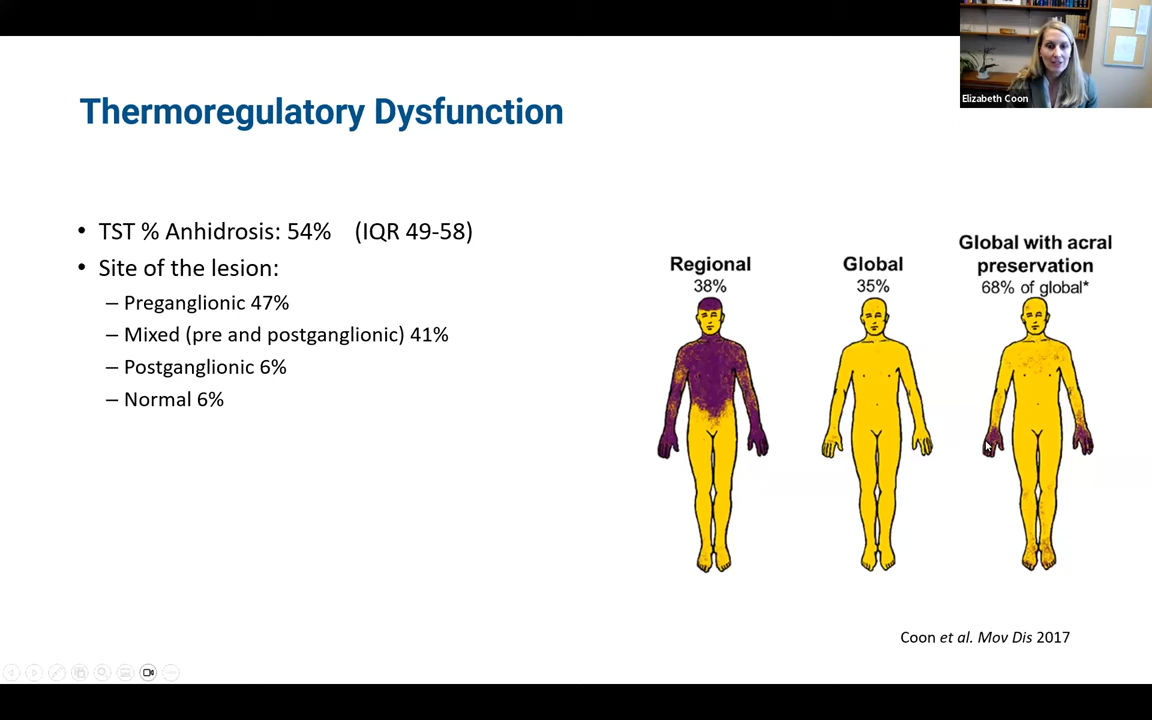 Elizabeth Coon
Thermoregulatory Dysfunction
• TST % Anhidrosis: 54% (IQR 49-58)
• Site of the lesion:
– Preganglionic 47%
– Mixed (pre and postganglionic) 41%
– Postganglionic 6%
– Normal 6%
Regional
38%
Global
35%
Global with acral
preservation
68% of global*
Coon et al. Mov Dis 2017